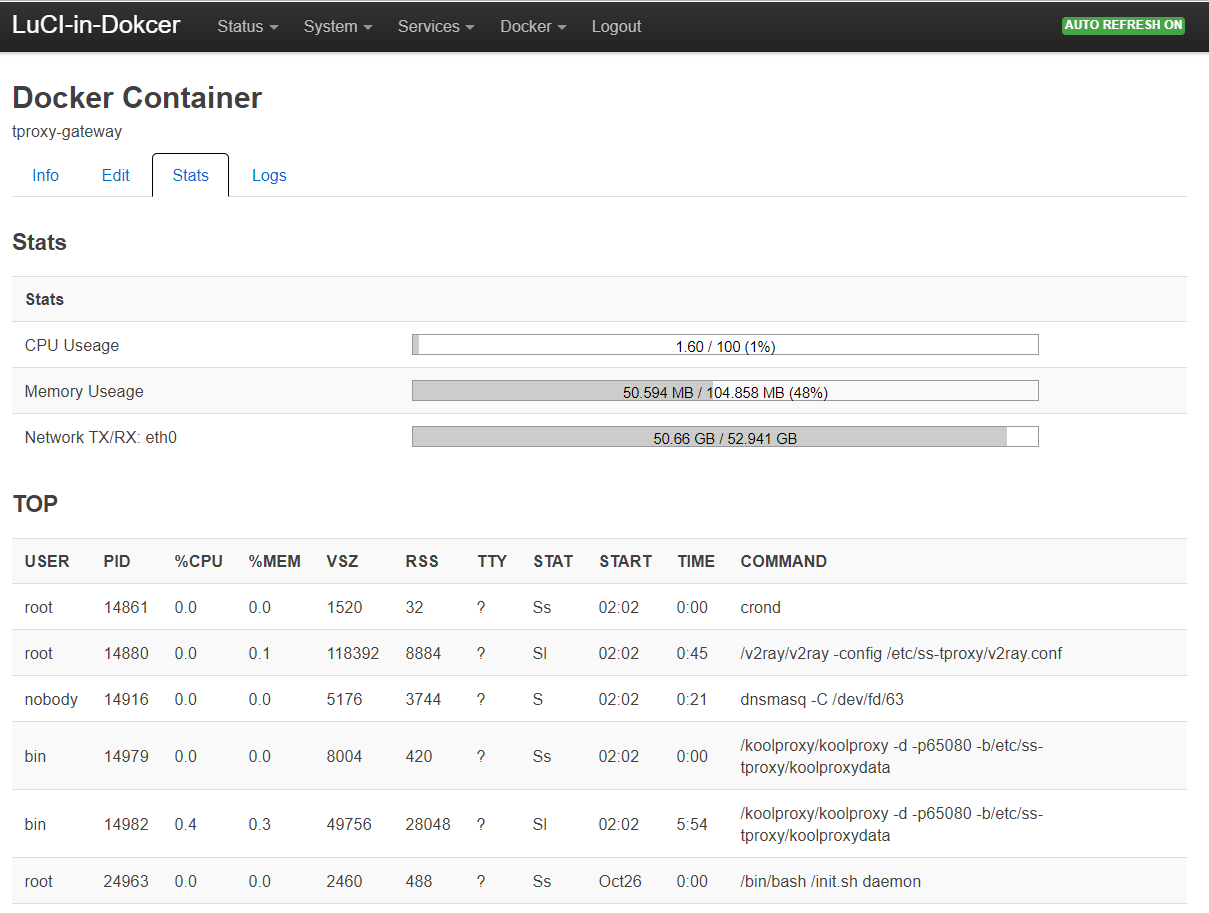 LuCI-in-Dokcer Status System Services Docker Logout AUTO REFRESH ON
Docker Container
tproxy-gateway
Info Edit Stats Logs
Stats
Stats
CPU Useage 1.60 / 100 (1%)
Memory Useage 50.594 MB / 104.858 MB (48%)
Network TX/RX: eth0 50.66 GB / 52.941 GB
TOP
USER PID %CPU %MEM VSZ RSS TTY STAT START TIME COMMAND
root 14861 0.0 0.0 1520 32 ? Ss 02:02 0:00 crond
root 14880 0.0 0.1 118392 8884 ? Sl 02:02 0:45 /v2ray/v2ray -config /etc/ss-tproxy/v2ray.conf
nobody 14916 0.0 0.0 5176 3744 ? S 02:02 0:21 dnsmasq -C /dev/fd/63
bin 14979 0.0 0.0 8004 420 ? Ss 02:02 0:00 /koolproxy/koolproxy -d -p65080 -b/etc/ss-
tproxy/koolproxydata
bin 14982 0.4 0.3 49756 28048 ? Sl 02:02 5:54 /koolproxy/koolproxy -d -p65080 -b/etc/ss-
tproxy/koolproxydata
root 24963 0.0 0.0 2460 488 ? Ss Oct26 0:00 /bin/bash /init.sh daemon